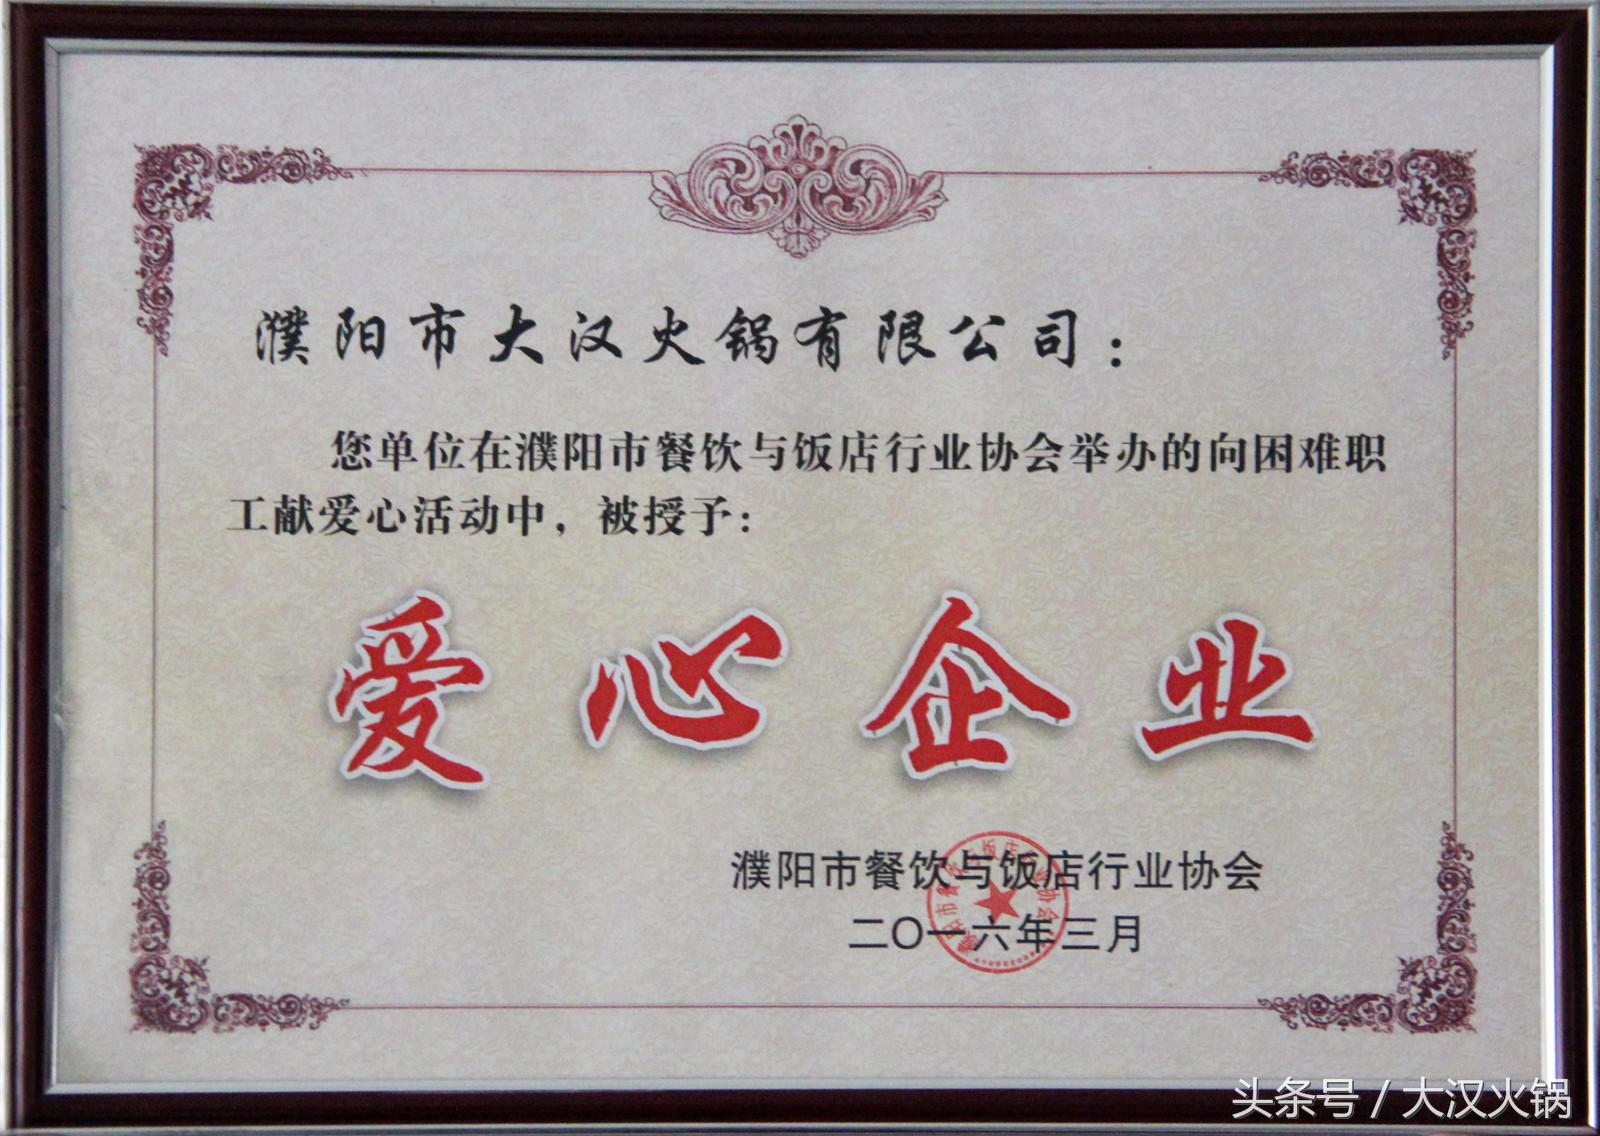 濮阳市大汉火锅有限公司：
您单位在濮阳市餐饮与饭店行业协会举办的向困难职
工献爱心活动中，被授予：
爱心企业
濮阳市餐饮与饭店行业协会
二〇一六年三月
头条号 / 大汉火锅